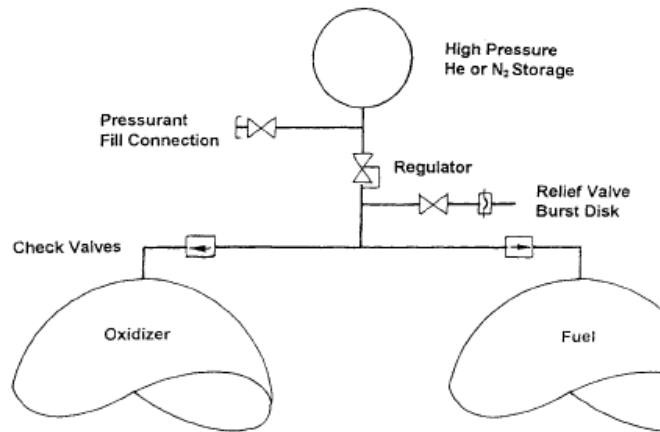 High Pressure
He or N₂ Storage
Pressurant
Fill Connection
Regulator
Relief Valve
Burst Disk
Check Valves
Oxidizer
Fuel